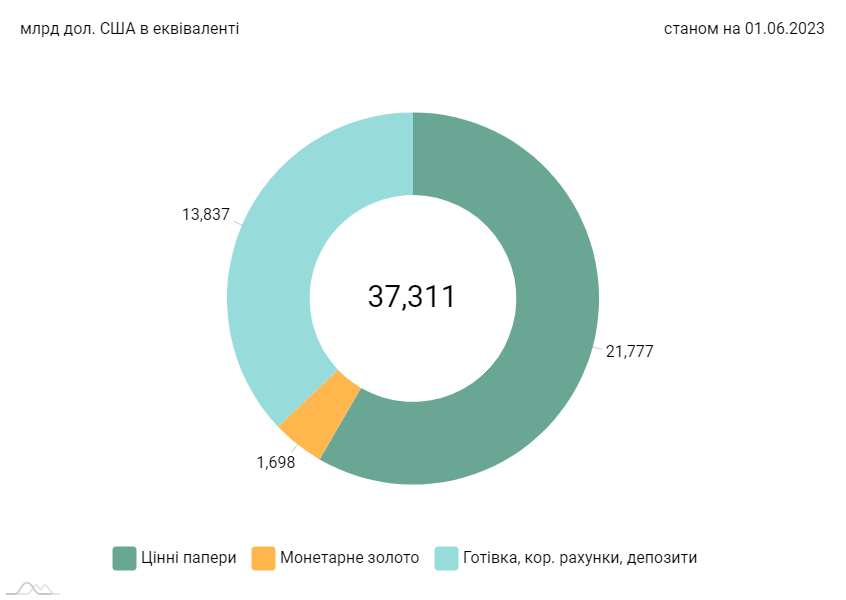 млрд дол. США в еквіваленті
станом на 01.06.2023
13,837
37,311
21,777
1,698
Цінні папери
Монетарне золото
Готівка, кор. рахунки, депозити